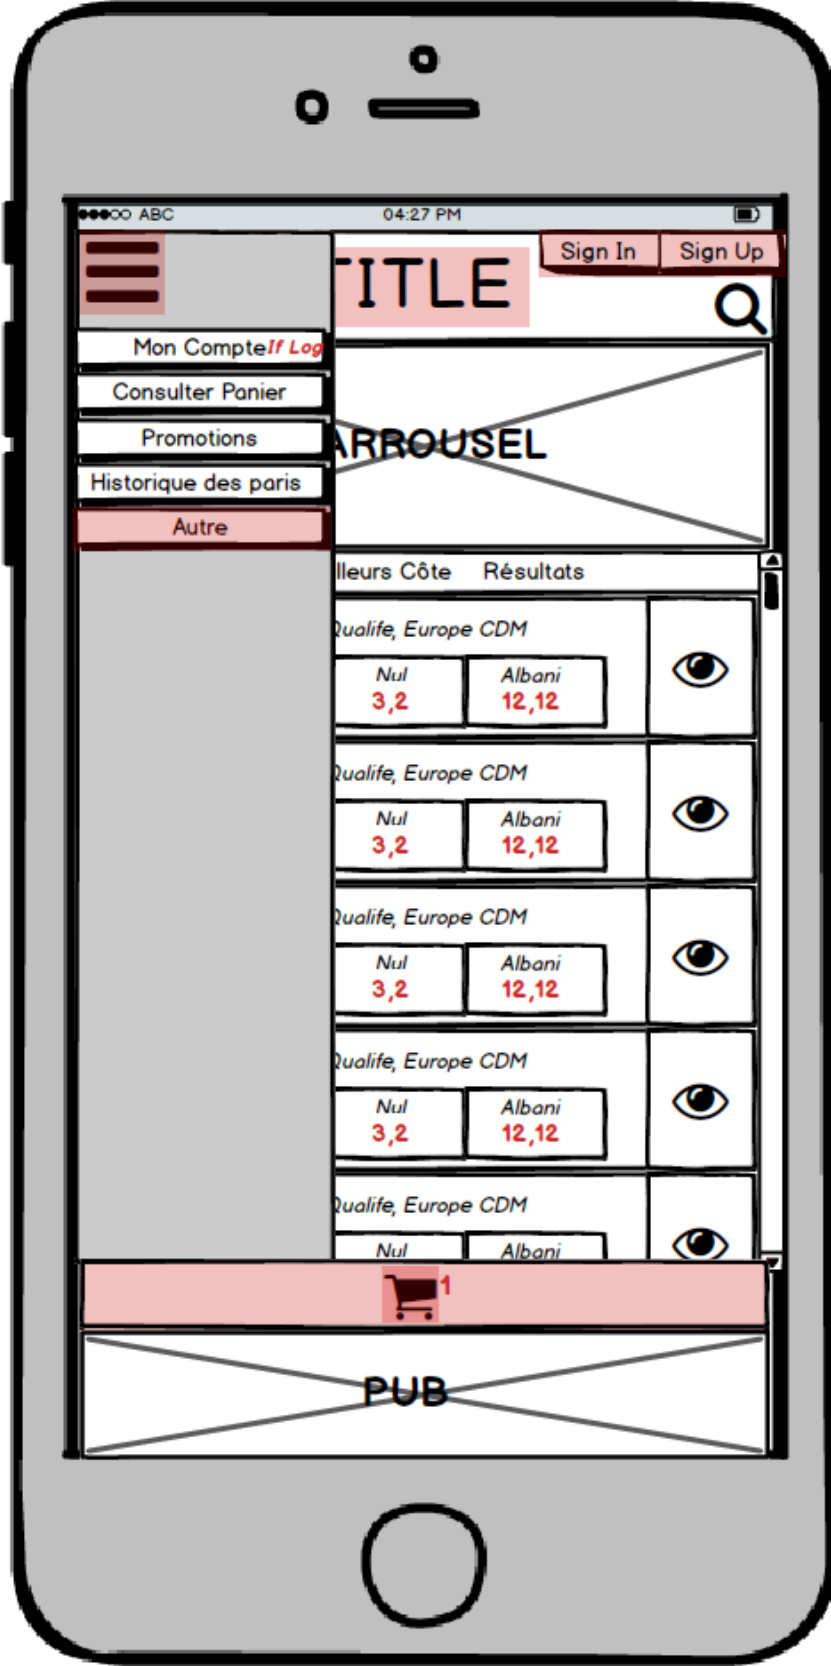 ABC 04:27 PM
Sign In Sign Up
TITLE
Mon Compte If Log
Consulter Panier
Promotions
ARROUSEL
Historique des paris
Autre
lleurs Côte Résultats
Qualife, Europe CDM
Nul Albani
3,2 12,12
Qualife, Europe CDM
Nul Albani
3,2 12,12
Qualife, Europe CDM
Nul Albani
3,2 12,12
Qualife, Europe CDM
Nul Albani
3,2 12,12
Qualife, Europe CDM
Nul Albani
1
PUB